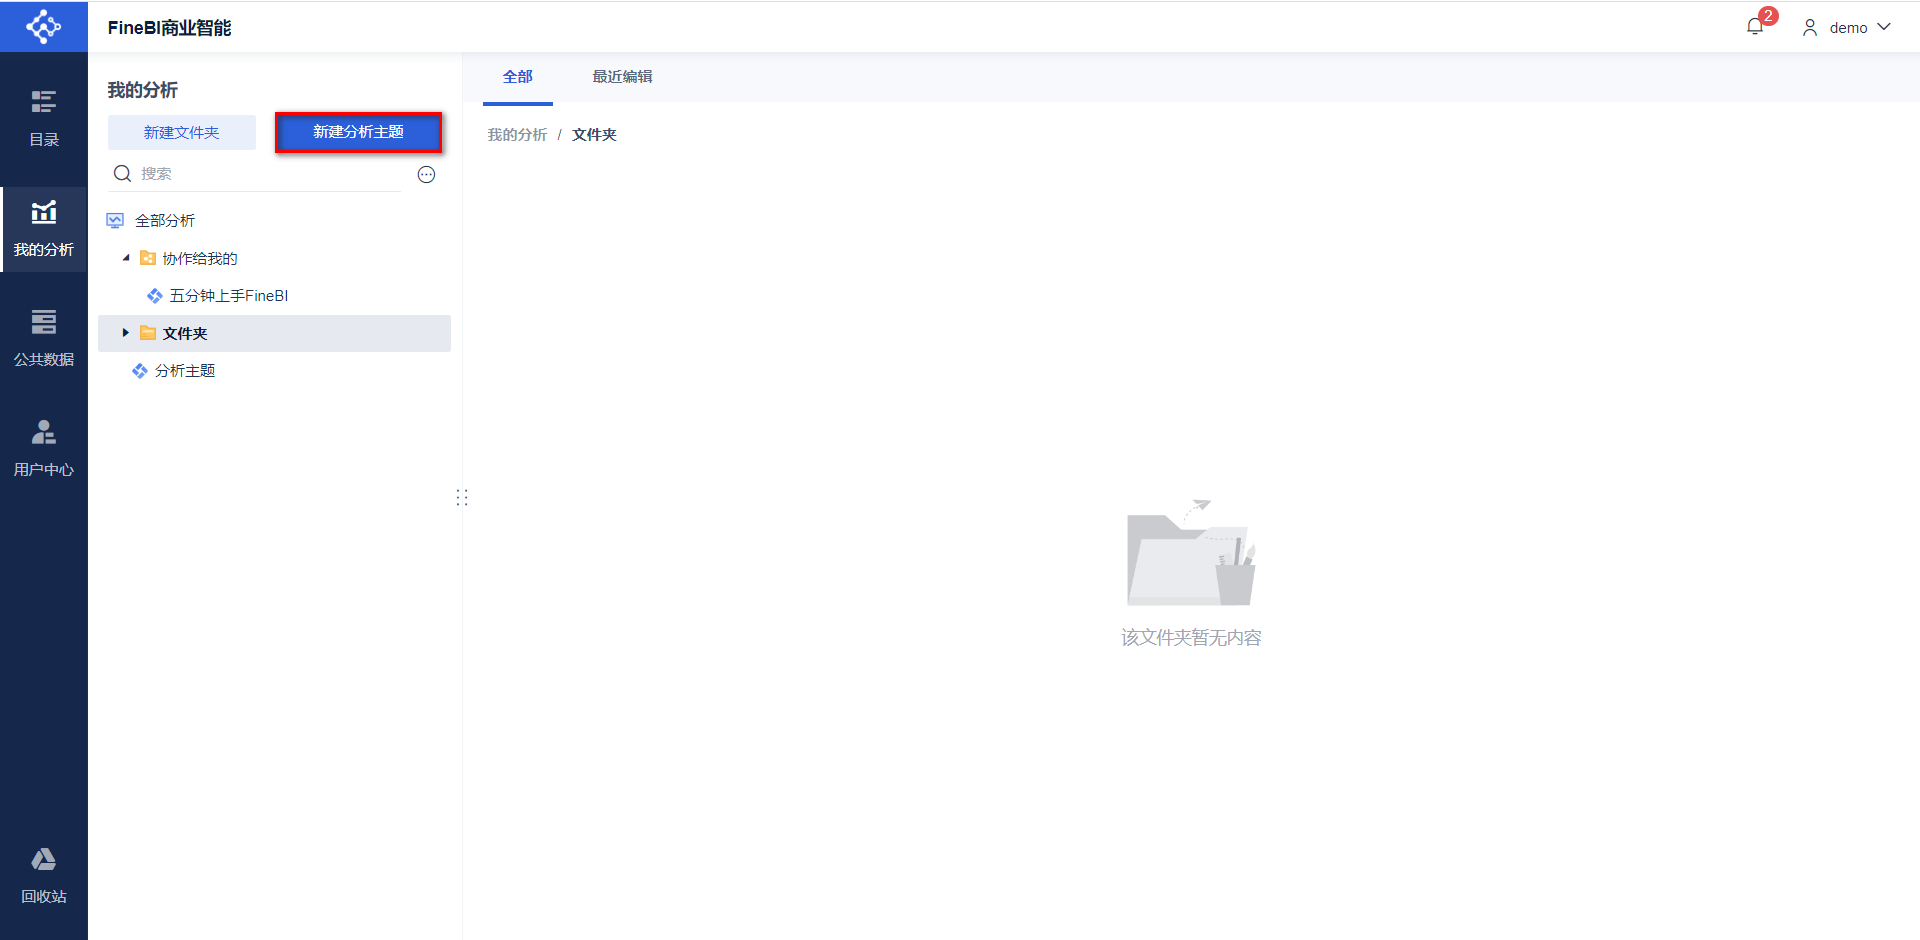 FineBI商业智能
2
demo
目录
我的分析
公共数据
用户中心
回收站
我的分析
新建文件夹
新建分析主题
搜索
全部分析
协作给我的
五分钟上手FineBI
文件夹
分析主题
全部
最近编辑
我的分析 / 文件夹
该文件夹暂无内容